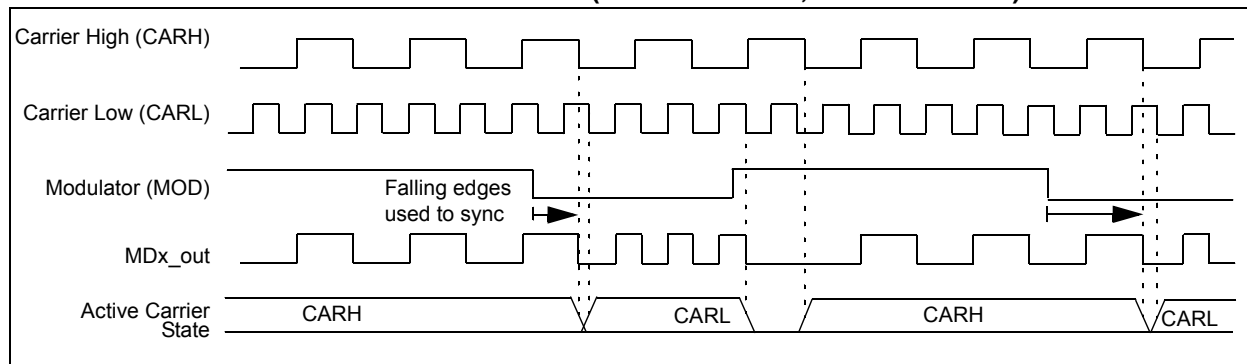 Carrier High (CARH)
Carrier Low (CARL)
Modulator (MOD)
Falling edges
used to sync
MDx_out
Active Carrier
State
CARH
CARL
CARH
CARL